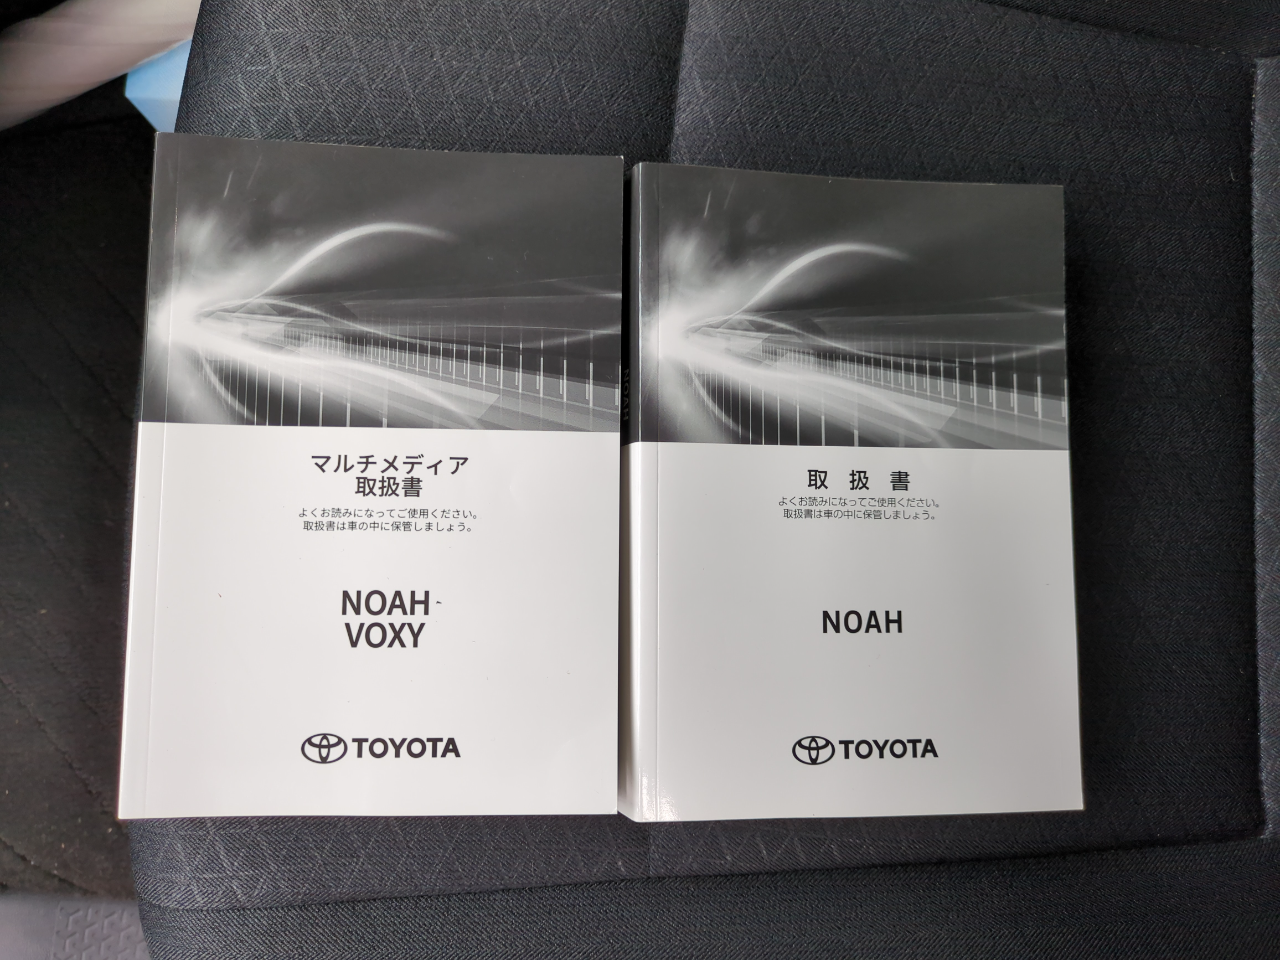 マルチメディア
取扱書
よくお読みになってご使用ください。
取扱書は車の中に保管しましょう。
NOAH
VOXY
TOYOTA
NOAH
取扱書
よくお読みになってご使用ください。
取扱書は車の中に保管しましょう。
NOAH
TOYOTA